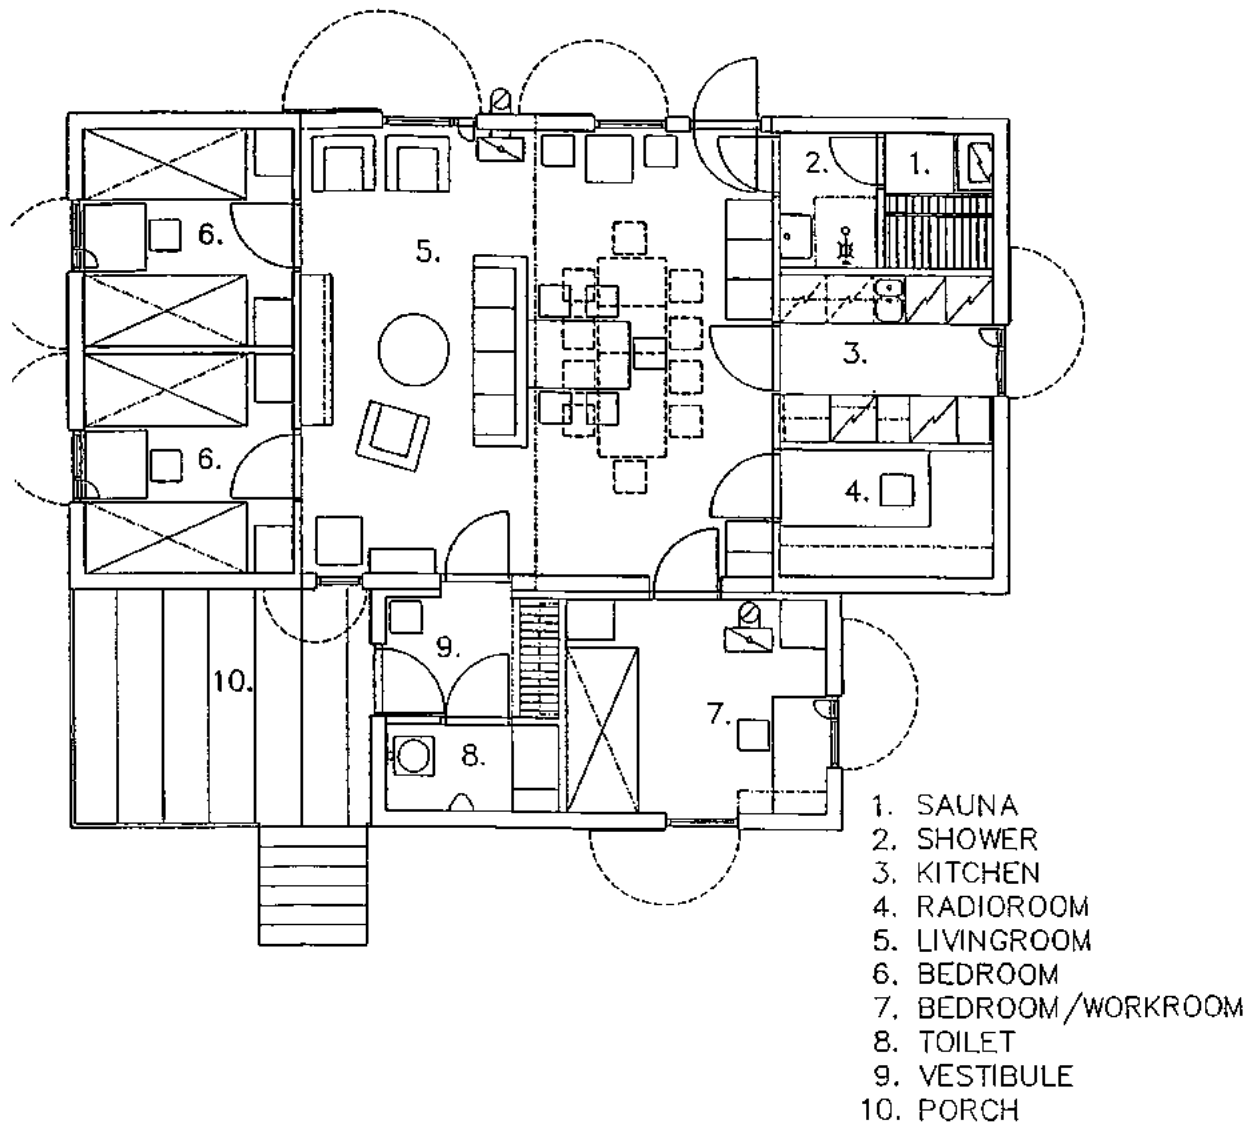 2.
1.
6.
5.
3.
6.
4.
9.
10.
7.
8.
1. SAUNA
2. SHOWER
3. KITCHEN
4. RADIOROOM
5. LIVINGROOM
6. BEDROOM
7. BEDROOM/WORKROOM
8. TOILET
9. VESTIBULE
10. PORCH